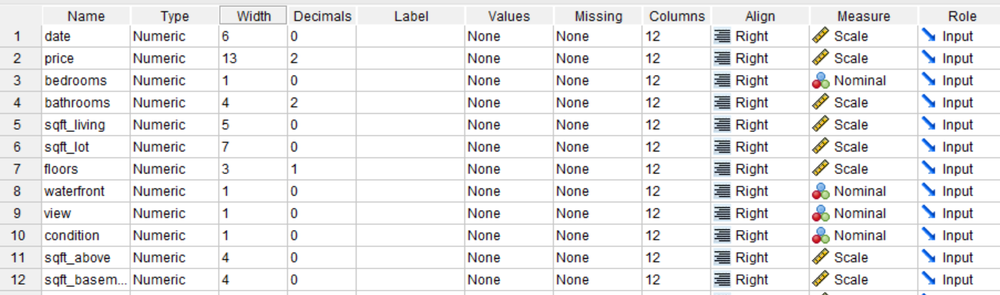 Name Type Width Decimals Label Values Missing Columns Align Measure Role
1 date Numeric 6 0 None None 12 Right Scale Input
2 price Numeric 13 2 None None 12 Right Scale Input
3 bedrooms Numeric 1 0 None None 12 Right Nominal Input
4 bathrooms Numeric 4 2 None None 12 Right Scale Input
5 sqft_living Numeric 5 0 None None 12 Right Scale Input
6 sqft_lot Numeric 7 0 None None 12 Right Scale Input
7 floors Numeric 3 1 None None 12 Right Scale Input
8 waterfront Numeric 1 0 None None 12 Right Nominal Input
9 view Numeric 1 0 None None 12 Right Nominal Input
10 condition Numeric 1 0 None None 12 Right Nominal Input
11 sqft_above Numeric 4 0 None None 12 Right Scale Input
12 sqft_basem... Numeric 4 0 None None 12 Right Scale Input